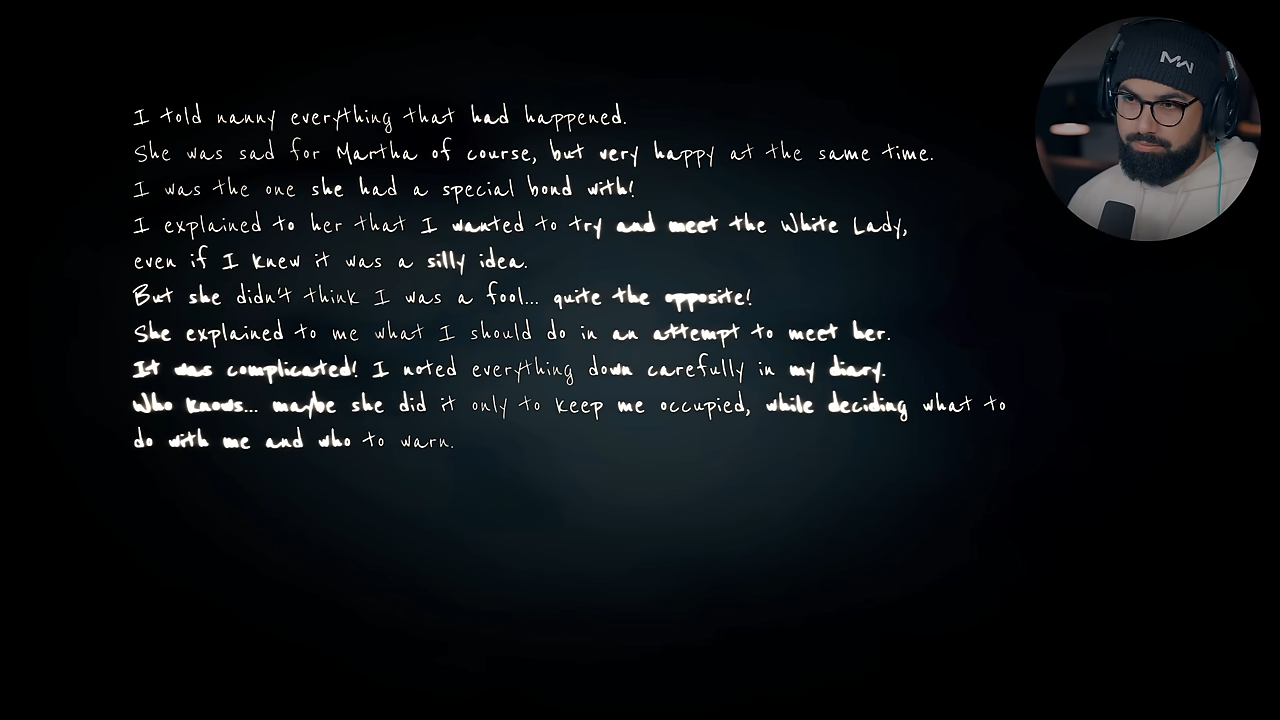 I told nanny everything that had happened.
She was sad for Martha of course, but very happy at the same time.
I was the one she had a special bond with!
I explained to her that I wanted to try and meet the White Lady,
even if I knew it was a silly idea.
But she didn't think I was a fool... quite the opposite!
She explained to me what I should do in an attempt to meet her.
It was complicated! I noted everything down carefully in my diary.
Who knows... maybe she did it only to keep me occupied, while deciding what to
do with me and who to warn.
MW